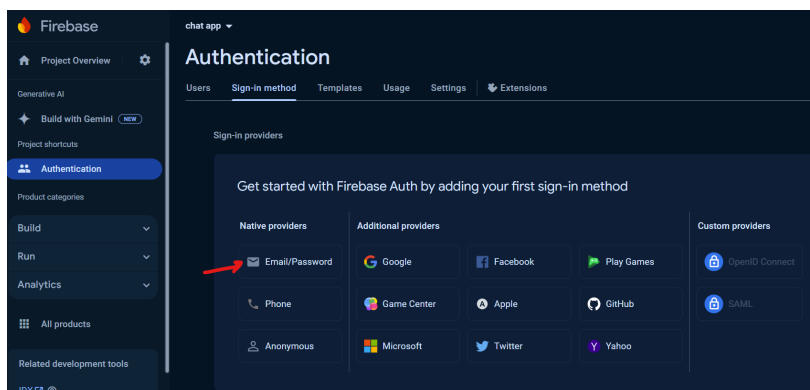 Firebase
Project Overview
Generative AI
Build with Gemini NEW
Project shortcuts
Authentication
Product categories
Build
Run
Analytics
All products
Related development tools
chat app
Authentication
Users Sign-in method Templates Usage Settings Extensions
Sign-in providers
Get started with Firebase Auth by adding your first sign-in method
Native providers Additional providers Custom providers
Email/Password Google Facebook Play Games OpenID Connect
Phone Game Center Apple GitHub SAML
Anonymous Microsoft Twitter Yahoo